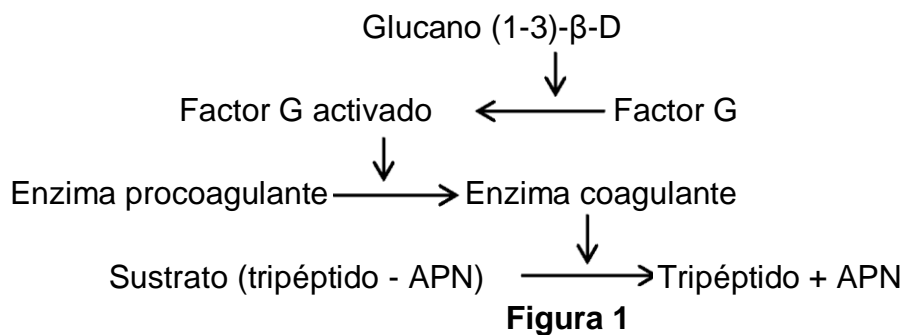 Glucano (1-3)-β-D
Factor G activado Factor G
Enzima procoagulante Enzima coagulante
Sustrato (tripéptido - APN) Tripéptido + APN
Figura 1